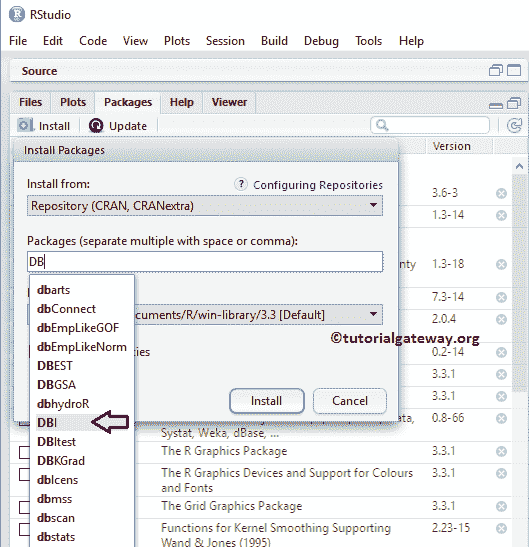 RStudio
File Edit Code View Plots Session Build Debug Tools Help
Source
Files Plots Packages Help Viewer
Install Update
Version
Install Packages
Install from: ? Configuring Repositories
Repository (CRAN, CRANextra)
3.6-3
1.3-14
Packages (separate multiple with space or comma):
DB
1.3-18
dbarts
7.3-14
dbConnect
cuments/R/win-library/3.3 [Default]
2.0.4
dbEmpLikeGOF
©tutorialgateway.org
dbEmpLikeNorm
0.2-14
DBEST
3.3.1
DBGSA
3.3.1
dbhydroR
Install Cancel
DBI
0.8-66
Systat, Weka, dBase, ...
DBItest
The R Graphics Package 3.3.1
DBKGrad
The R Graphics Devices and Support for Colours
and Fonts
3.3.1
dblcens
dbmss
The Grid Graphics Package 3.3.1
dbscan
Functions for Kernel Smoothing Supporting
Wand & Jones (1995)
2.23-15
dbstats